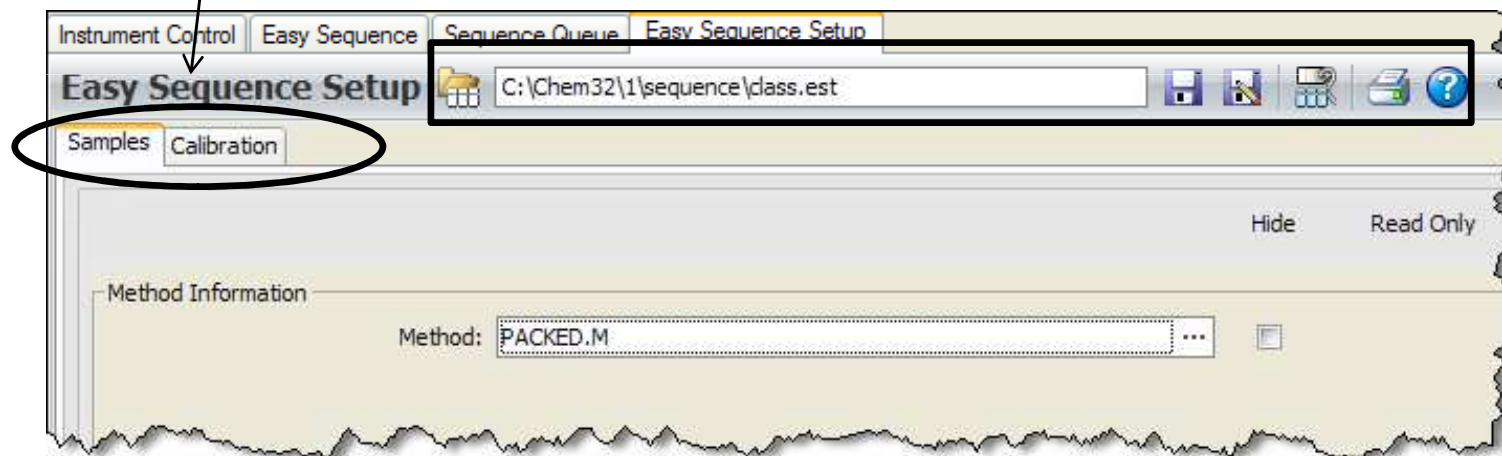 Instrument Control Easy Sequence Sequence Queue Easy Sequence Setup
Easy Sequence Setup C:\Chem32\1\sequence\class.est ?
Samples Calibration
Hide Read Only
Method Information
Method: PACKED.M ...